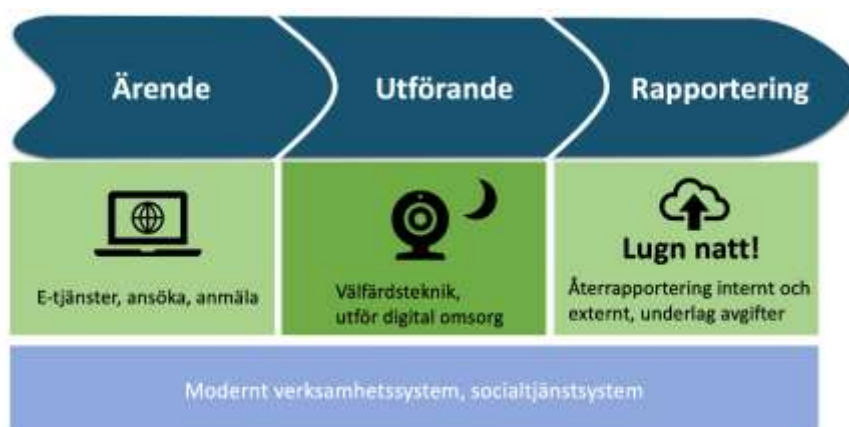 Ärende
Utförande
Rapportering
E-tjänster, ansöka, anmäla
Välfärdsteknik,
utför digital omsorg
Lugn natt!
Återrapportering internt och
externt, underlag avgifter
Modernt verksamhetssystem, socialtjänstsystem